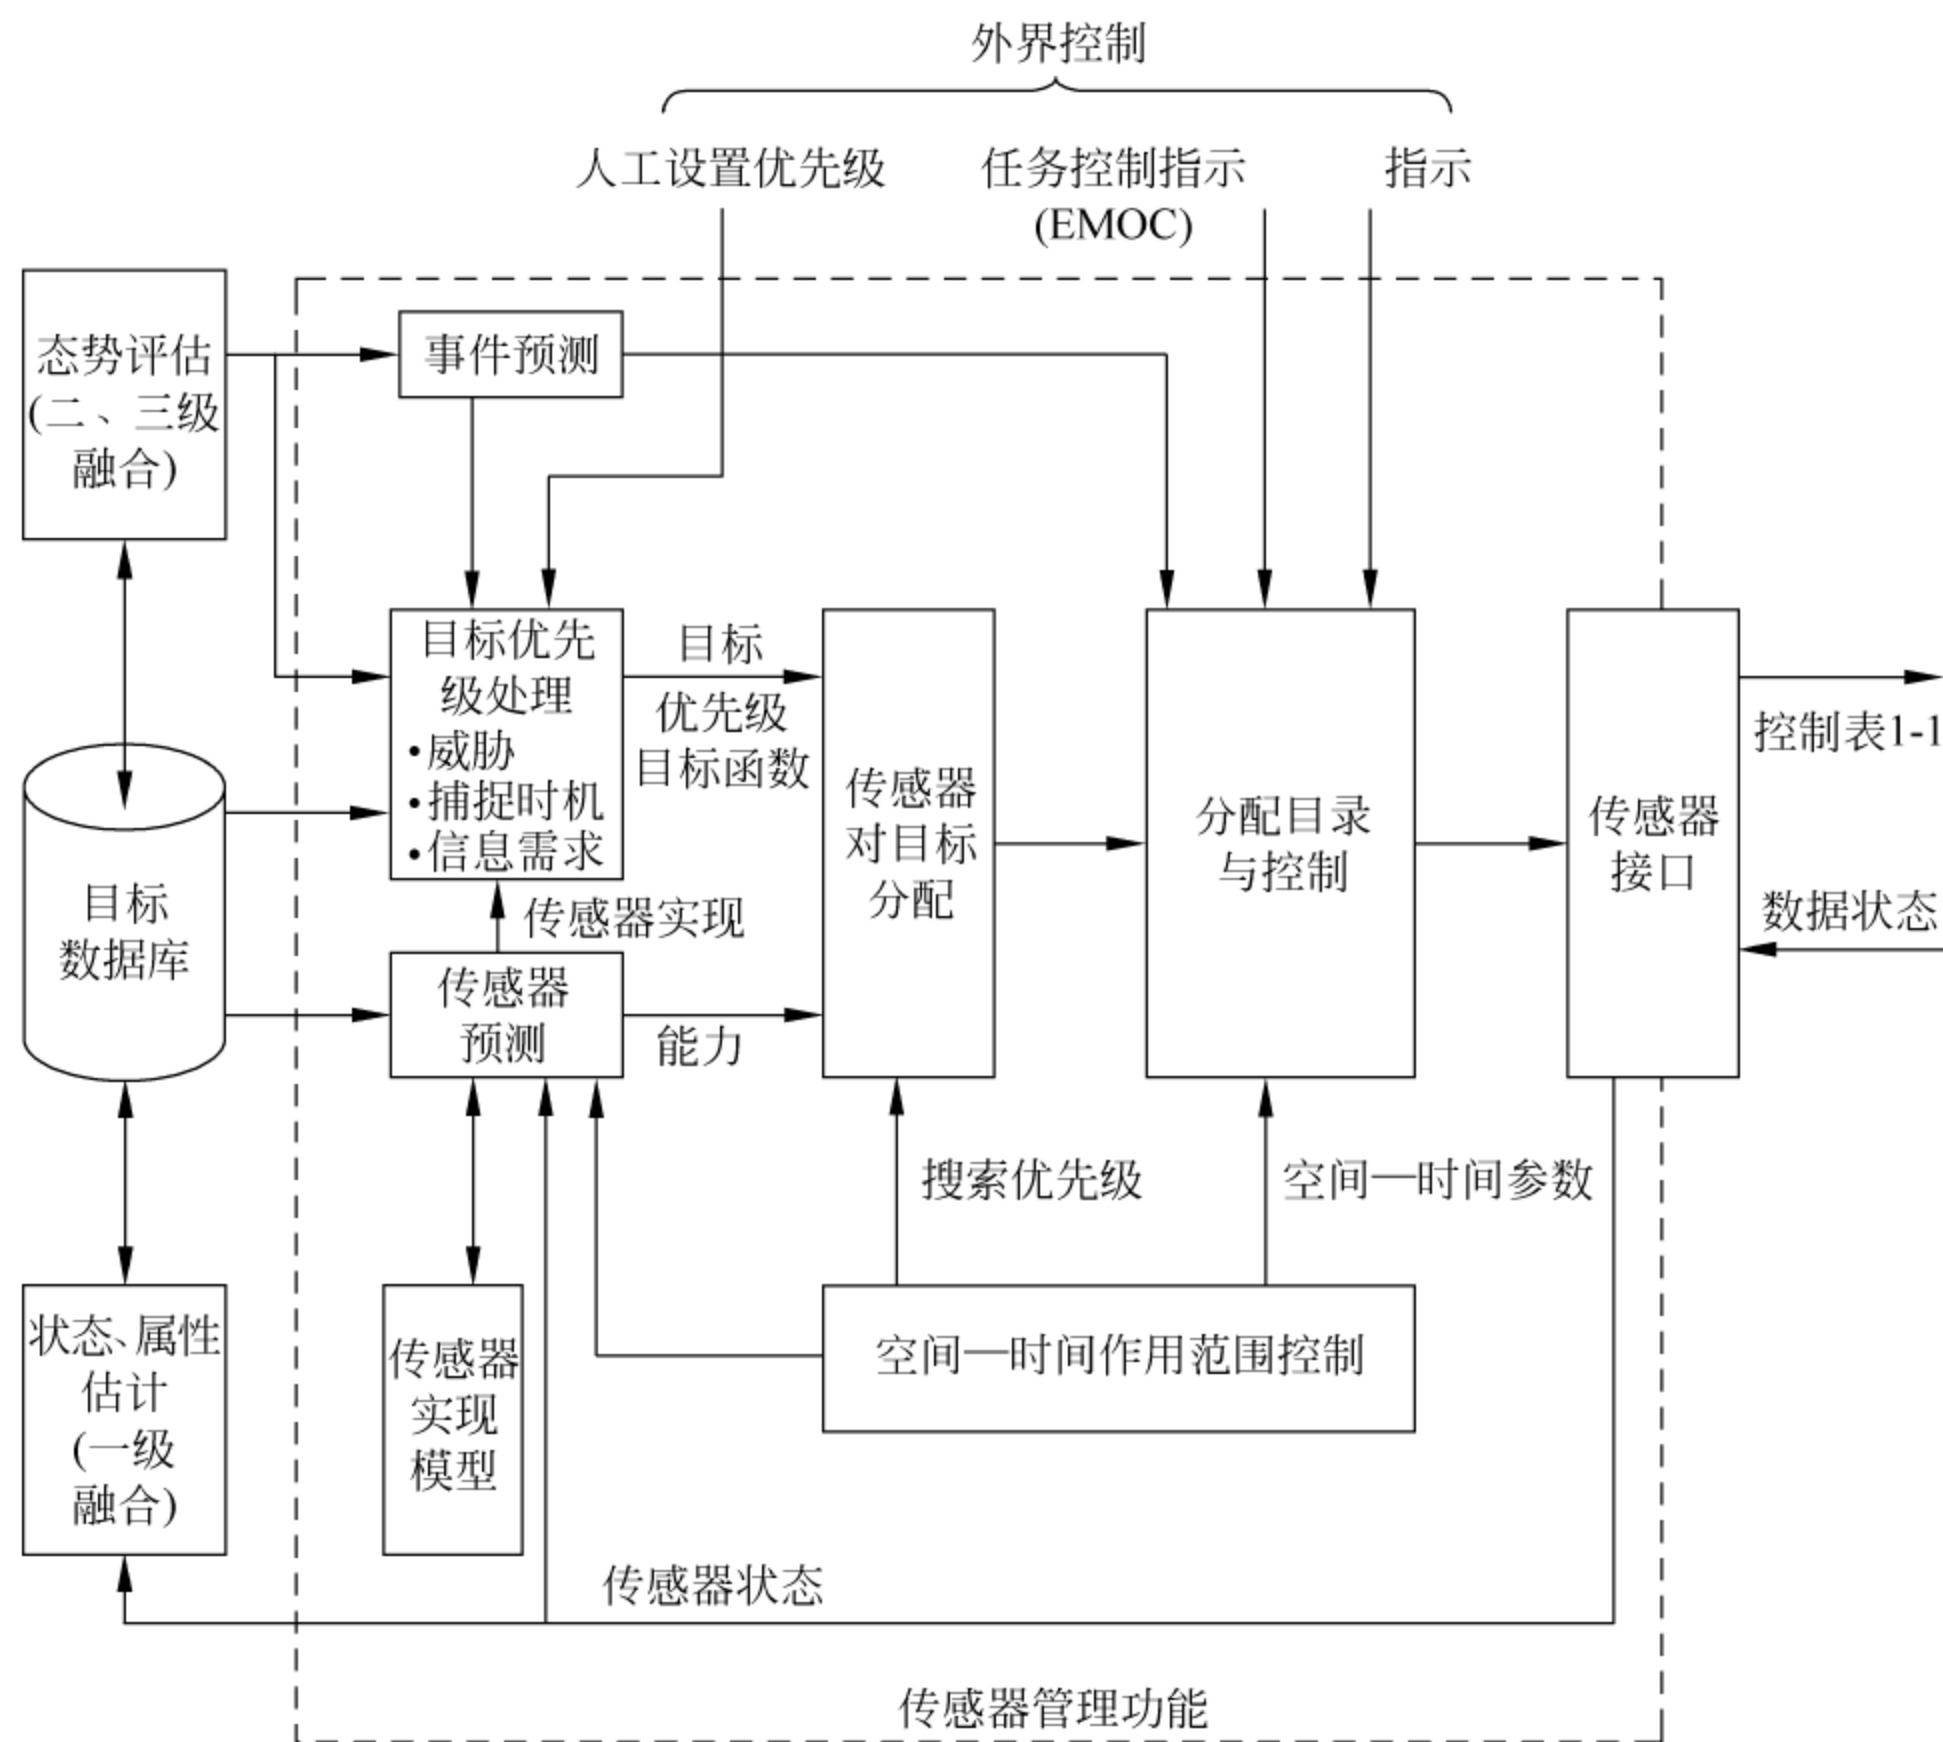 外界控制
人工设置优先级
任务控制指示
(EMOC)
指示
态势评估
(二、三级
融合)
事件预测
目标优先
级处理
•威胁
•捕捉时机
•信息需求
目标
优先级
目标函数
传感器
对目标
分配
分配目录
与控制
传感器
接口
控制表1-1
数据状态
目标
数据库
传感器实现
传感器
预测
能力
搜索优先级
空间—时间参数
状态、属性
估计
(一级
融合)
传感器
实现
模型
空间—时间作用范围控制
传感器状态
传感器管理功能